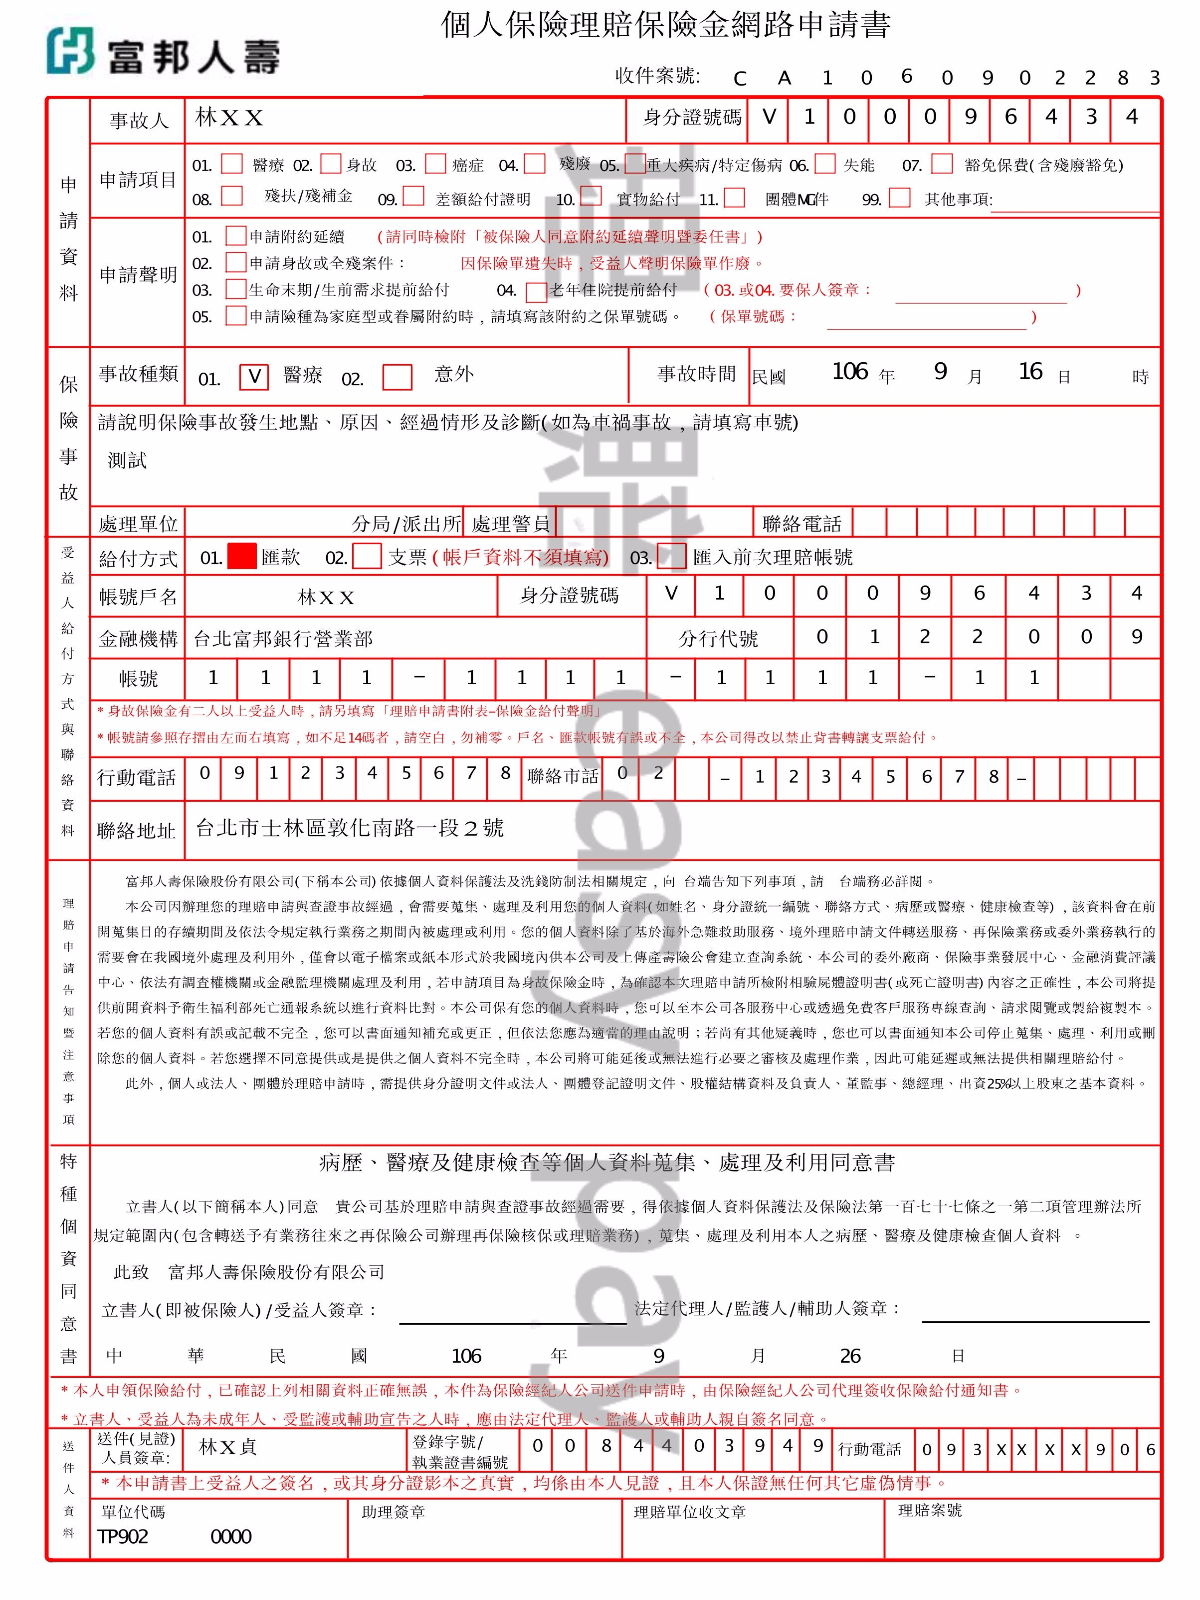 富邦人壽
個人保險理賠保險金網路申請書
收件案號: C A 1 0 6 0 9 0 2 2 8 3
申請資料
事故人 林XX 身分證號碼 V 1 0 0 0 9 6 4 3 4
申請項目 01. 醫療 02. 身故 03. 癌症 04. 殘廢 05. 重大疾病/特定傷病 06. 失能 07. 豁免保費(含殘廢豁免)
08. 殘扶/殘補金 09. 差額給付證明 10. 實物給付 11. 團體MG件 99. 其他事項:
申請聲明
01. 申請附約延續 (請同時檢附「被保險人同意附約延續聲明暨委任書」)
02. 申請身故或全殘案件: 因保險單遺失時,受益人聲明保險單作廢。
03. 生命末期/生前需求提前給付 04. 老年住院提前給付 (03.或04.要保人簽章: )
05. 申請險種為家庭型或眷屬附約時,請填寫該附約之保單號碼。 (保單號碼: )
保險事故
事故種類 01. V 醫療 02. 意外 事故時間 民國 106 年 9 月 16 日 時
請說明保險事故發生地點、原因、經過情形及診斷(如為車禍事故,請填寫車號)
測試
處理單位 分局/派出所 處理警員 聯絡電話
受益人給付方式與聯絡資料
給付方式 01. 匯款 02. 支票(帳戶資料不須填寫) 03. 匯入前次理賠帳號
帳號戶名 林XX 身分證號碼 V 1 0 0 0 9 6 4 3 4
金融機構 台北富邦銀行營業部 分行代號 0 1 2 2 0 0 9
帳號 1 1 1 1 - 1 1 1 1 - 1 1 1 1 - 1 1
*身故保險金有二人以上受益人時,請另填寫「理賠申請書附表-保險金給付聲明」
*帳號請參照存摺由左而右填寫,如不足14碼者,請空白,勿補零。戶名、匯款帳號有誤或不全,本公司得改以禁止背書轉讓支票給付。
行動電話 0 9 1 2 3 4 5 6 7 8 聯絡市話 0 2 - 1 2 3 4 5 6 7 8 -
聯絡地址 台北市士林區敦化南路一段2號
理賠申請告知暨注意事項
富邦人壽保險股份有限公司(下稱本公司)依據個人資料保護法及洗錢防制法相關規定,向 台端告知下列事項,請 台端務必詳閱。
本公司因辦理您的理賠申請與查證事故經過,會需要蒐集、處理及利用您的個人資料(如姓名、身分證統一編號、聯絡方式、病歷或醫療、健康檢查等),該資料會在前
開蒐集日的存續期間及依法令規定執行業務之期間內被處理或利用。您的個人資料除了基於海外急難救助服務、境外理賠申請文件轉送服務、再保險業務或委外業務執行的
需要會在我國境外處理及利用外,僅會以電子檔案或紙本形式於我國境內供本公司及上傳產壽險公會建立查詢系統、本公司的委外廠商、保險事業發展中心、金融消費評議
中心、依法有調查權機關或金融監理機關處理及利用,若申請項目為身故保險金時,為確認本次理賠申請所檢附相驗屍體證明書(或死亡證明書)內容之正確性,本公司將提
供前開資料予衛生福利部死亡通報系統以進行資料比對。本公司保有您的個人資料時,您可以至本公司各服務中心或透過免費客戶服務專線查詢、請求閱覽或製給複製本。
若您的個人資料有誤或記載不完全,您可以書面通知補充或更正,但依法您應為適當的理由說明;若尚有其他疑義時,您也可以書面通知本公司停止蒐集、處理、利用或刪
除您的個人資料。若您選擇不同意提供或是提供之個人資料不完全時,本公司將可能延後或無法進行必要之審核及處理作業,因此可能延遲或無法提供相關理賠給付。
此外,個人或法人、團體於理賠申請時,需提供身分證明文件或法人、團體登記證明文件、股權結構資料及負責人、董監事、總經理、出資25%以上股東之基本資料。
特種個資同意書
病歷、醫療及健康檢查等個人資料蒐集、處理及利用同意書
立書人(以下簡稱本人)同意 貴公司基於理賠申請與查證事故經過需要,得依據個人資料保護法及保險法第一百七十七條之一第二項管理辦法所
規定範圍內(包含轉送予有業務往來之再保險公司辦理再保險核保或理賠業務),蒐集、處理及利用本人之病歷、醫療及健康檢查個人資料 。
此致 富邦人壽保險股份有限公司
立書人(即被保險人)/受益人簽章: 法定代理人/監護人/輔助人簽章:
中 華 民 國 106 年 9 月 26 日
*本人申領保險給付,已確認上列相關資料正確無誤,本件為保險經紀人公司送件申請時,由保險經紀人公司代理簽收保險給付通知書。
*立書人、受益人為未成年人、受監護或輔助宣告之人時,應由法定代理人、監護人或輔助人親自簽名同意。
送件人資料
送件(見證)人員簽章: 林X貞 登錄字號/執業證書編號 0 0 8 4 4 0 3 9 4 9 行動電話 0 9 3 X X X X 9 0 6
*本申請書上受益人之簽名,或其身分證影本之真實,均係由本人見證,且本人保證無任何其它虛偽情事。
單位代碼 助理簽章 理賠單位收文章 理賠案號
TP902 0000
理賠 easy pay